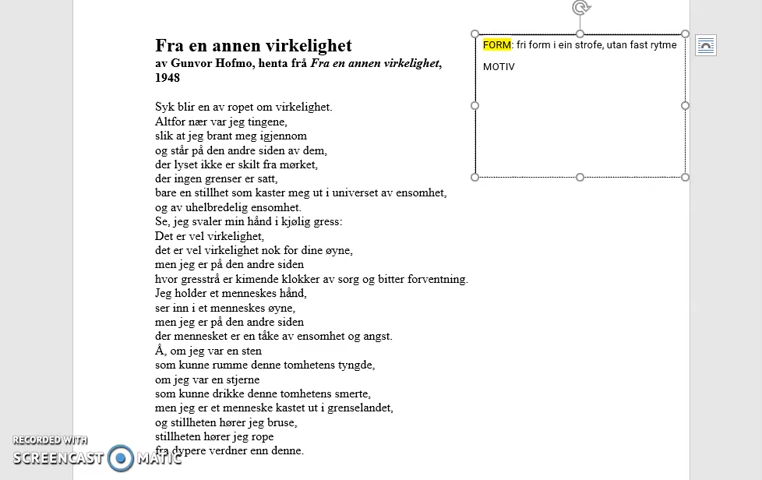 Fra en annen virkelighet
av Gunvor Hofmo, henta frå Fra en annen virkelighet,
1948
Syk blir en av ropet om virkelighet.
Altfor nær var jeg tingene,
slik at jeg brant meg igjennom
og står på den andre siden av dem,
der lyset ikke er skilt fra mørket,
der ingen grenser er satt,
bare en stillhet som kaster meg ut i universet av ensomhet,
og av uhelbredelig ensomhet.
Se, jeg svaler min hånd i kjølig gress:
Det er vel virkelighet,
det er vel virkelighet nok for dine øyne,
men jeg er på den andre siden
hvor gresstrå er kimende klokker av sorg og bitter forventning.
Jeg holder et menneskes hånd,
ser inn i et menneskes øyne,
men jeg er på den andre siden
der mennesket er en tåke av ensomhet og angst.
Å, om jeg var en sten
som kunne rumme denne tomhetens tyngde,
om jeg var en stjerne
som kunne drikke denne tomhetens smerte,
men jeg er et menneske kastet ut i grenselandet,
og stillheten hører jeg bruse,
stillheten hører jeg rope
fra dypere verdner enn denne.
FORM: fri form i ein strofe, utan fast rytme
MOTIV
RECORDED WITH
SCREENCAST MATIC